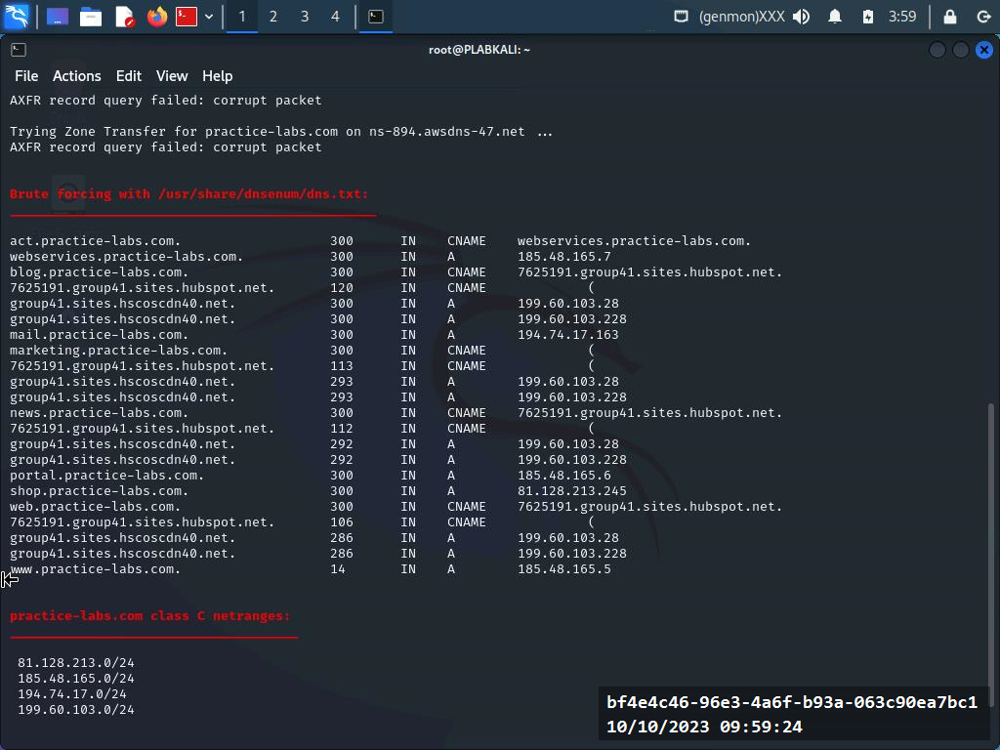 1 2 3 4 (genmon)XXX 3:59
root@PLABKALI: ~
File Actions Edit View Help
AXFR record query failed: corrupt packet
Trying Zone Transfer for practice-labs.com on ns-894.awsdns-47.net ...
AXFR record query failed: corrupt packet
Brute forcing with /usr/share/dnsenum/dns.txt:
act.practice-labs.com. 300 IN CNAME webservices.practice-labs.com.
webservices.practice-labs.com. 300 IN A 185.48.165.7
blog.practice-labs.com. 300 IN CNAME 7625191.group41.sites.hubspot.net.
7625191.group41.sites.hubspot.net. 120 IN CNAME (
group41.sites.hscoscdn40.net. 300 IN A 199.60.103.28
group41.sites.hscoscdn40.net. 300 IN A 199.60.103.228
mail.practice-labs.com. 300 IN A 194.74.17.163
marketing.practice-labs.com. 300 IN CNAME (
7625191.group41.sites.hubspot.net. 113 IN CNAME (
group41.sites.hscoscdn40.net. 293 IN A 199.60.103.28
group41.sites.hscoscdn40.net. 293 IN A 199.60.103.228
news.practice-labs.com. 300 IN CNAME 7625191.group41.sites.hubspot.net.
7625191.group41.sites.hubspot.net. 112 IN CNAME (
group41.sites.hscoscdn40.net. 292 IN A 199.60.103.28
group41.sites.hscoscdn40.net. 292 IN A 199.60.103.228
portal.practice-labs.com. 300 IN A 185.48.165.6
shop.practice-labs.com. 300 IN A 81.128.213.245
web.practice-labs.com. 300 IN CNAME 7625191.group41.sites.hubspot.net.
7625191.group41.sites.hubspot.net. 106 IN CNAME (
group41.sites.hscoscdn40.net. 286 IN A 199.60.103.28
group41.sites.hscoscdn40.net. 286 IN A 199.60.103.228
www.practice-labs.com. 14 IN A 185.48.165.5
practice-labs.com class C netranges:
81.128.213.0/24
185.48.165.0/24
194.74.17.0/24
199.60.103.0/24
bf4e4c46-96e3-4a6f-b93a-063c90ea7bc1
10/10/2023 09:59:24